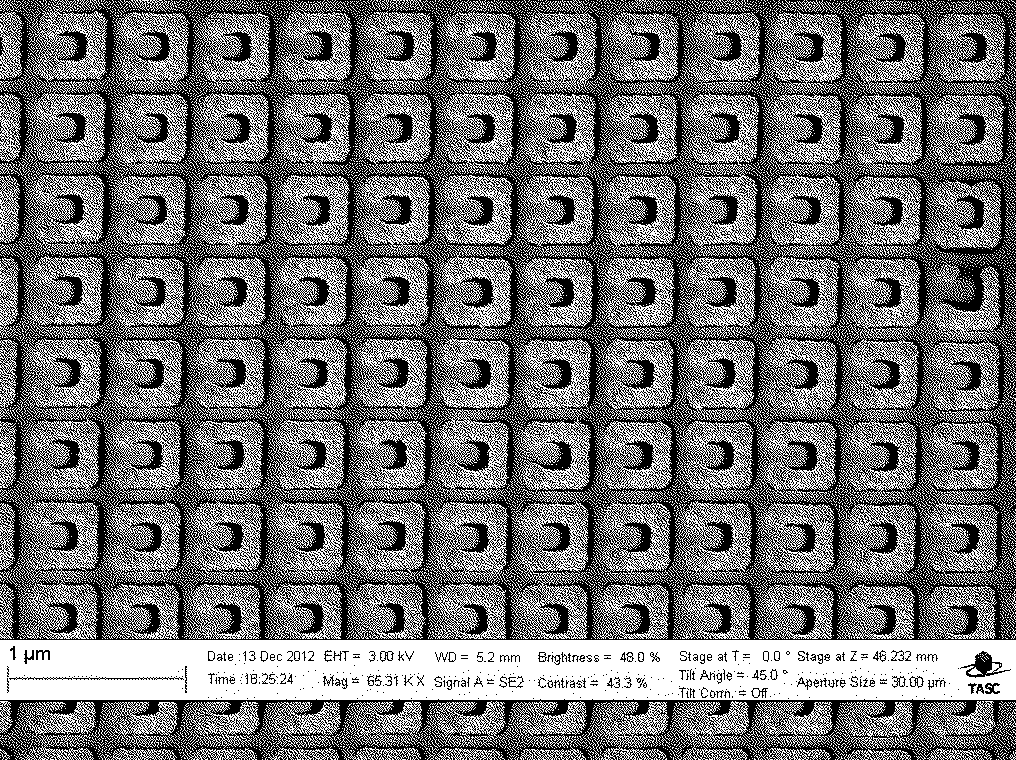 1 µm
Date :13 Dec 2012 EHT = 3.00 kV WD = 5.2 mm Brightness = 48.0 % Stage at T = 0.0 ° Stage at Z = 46.232 mm
Time :18:25:24 Mag = 65.31 K X Signal A = SE2 Contrast = 43.3 % Tilt Angle = 45.0 ° Aperture Size = 30.00 µm
Tilt Corrn. = Off
TASC